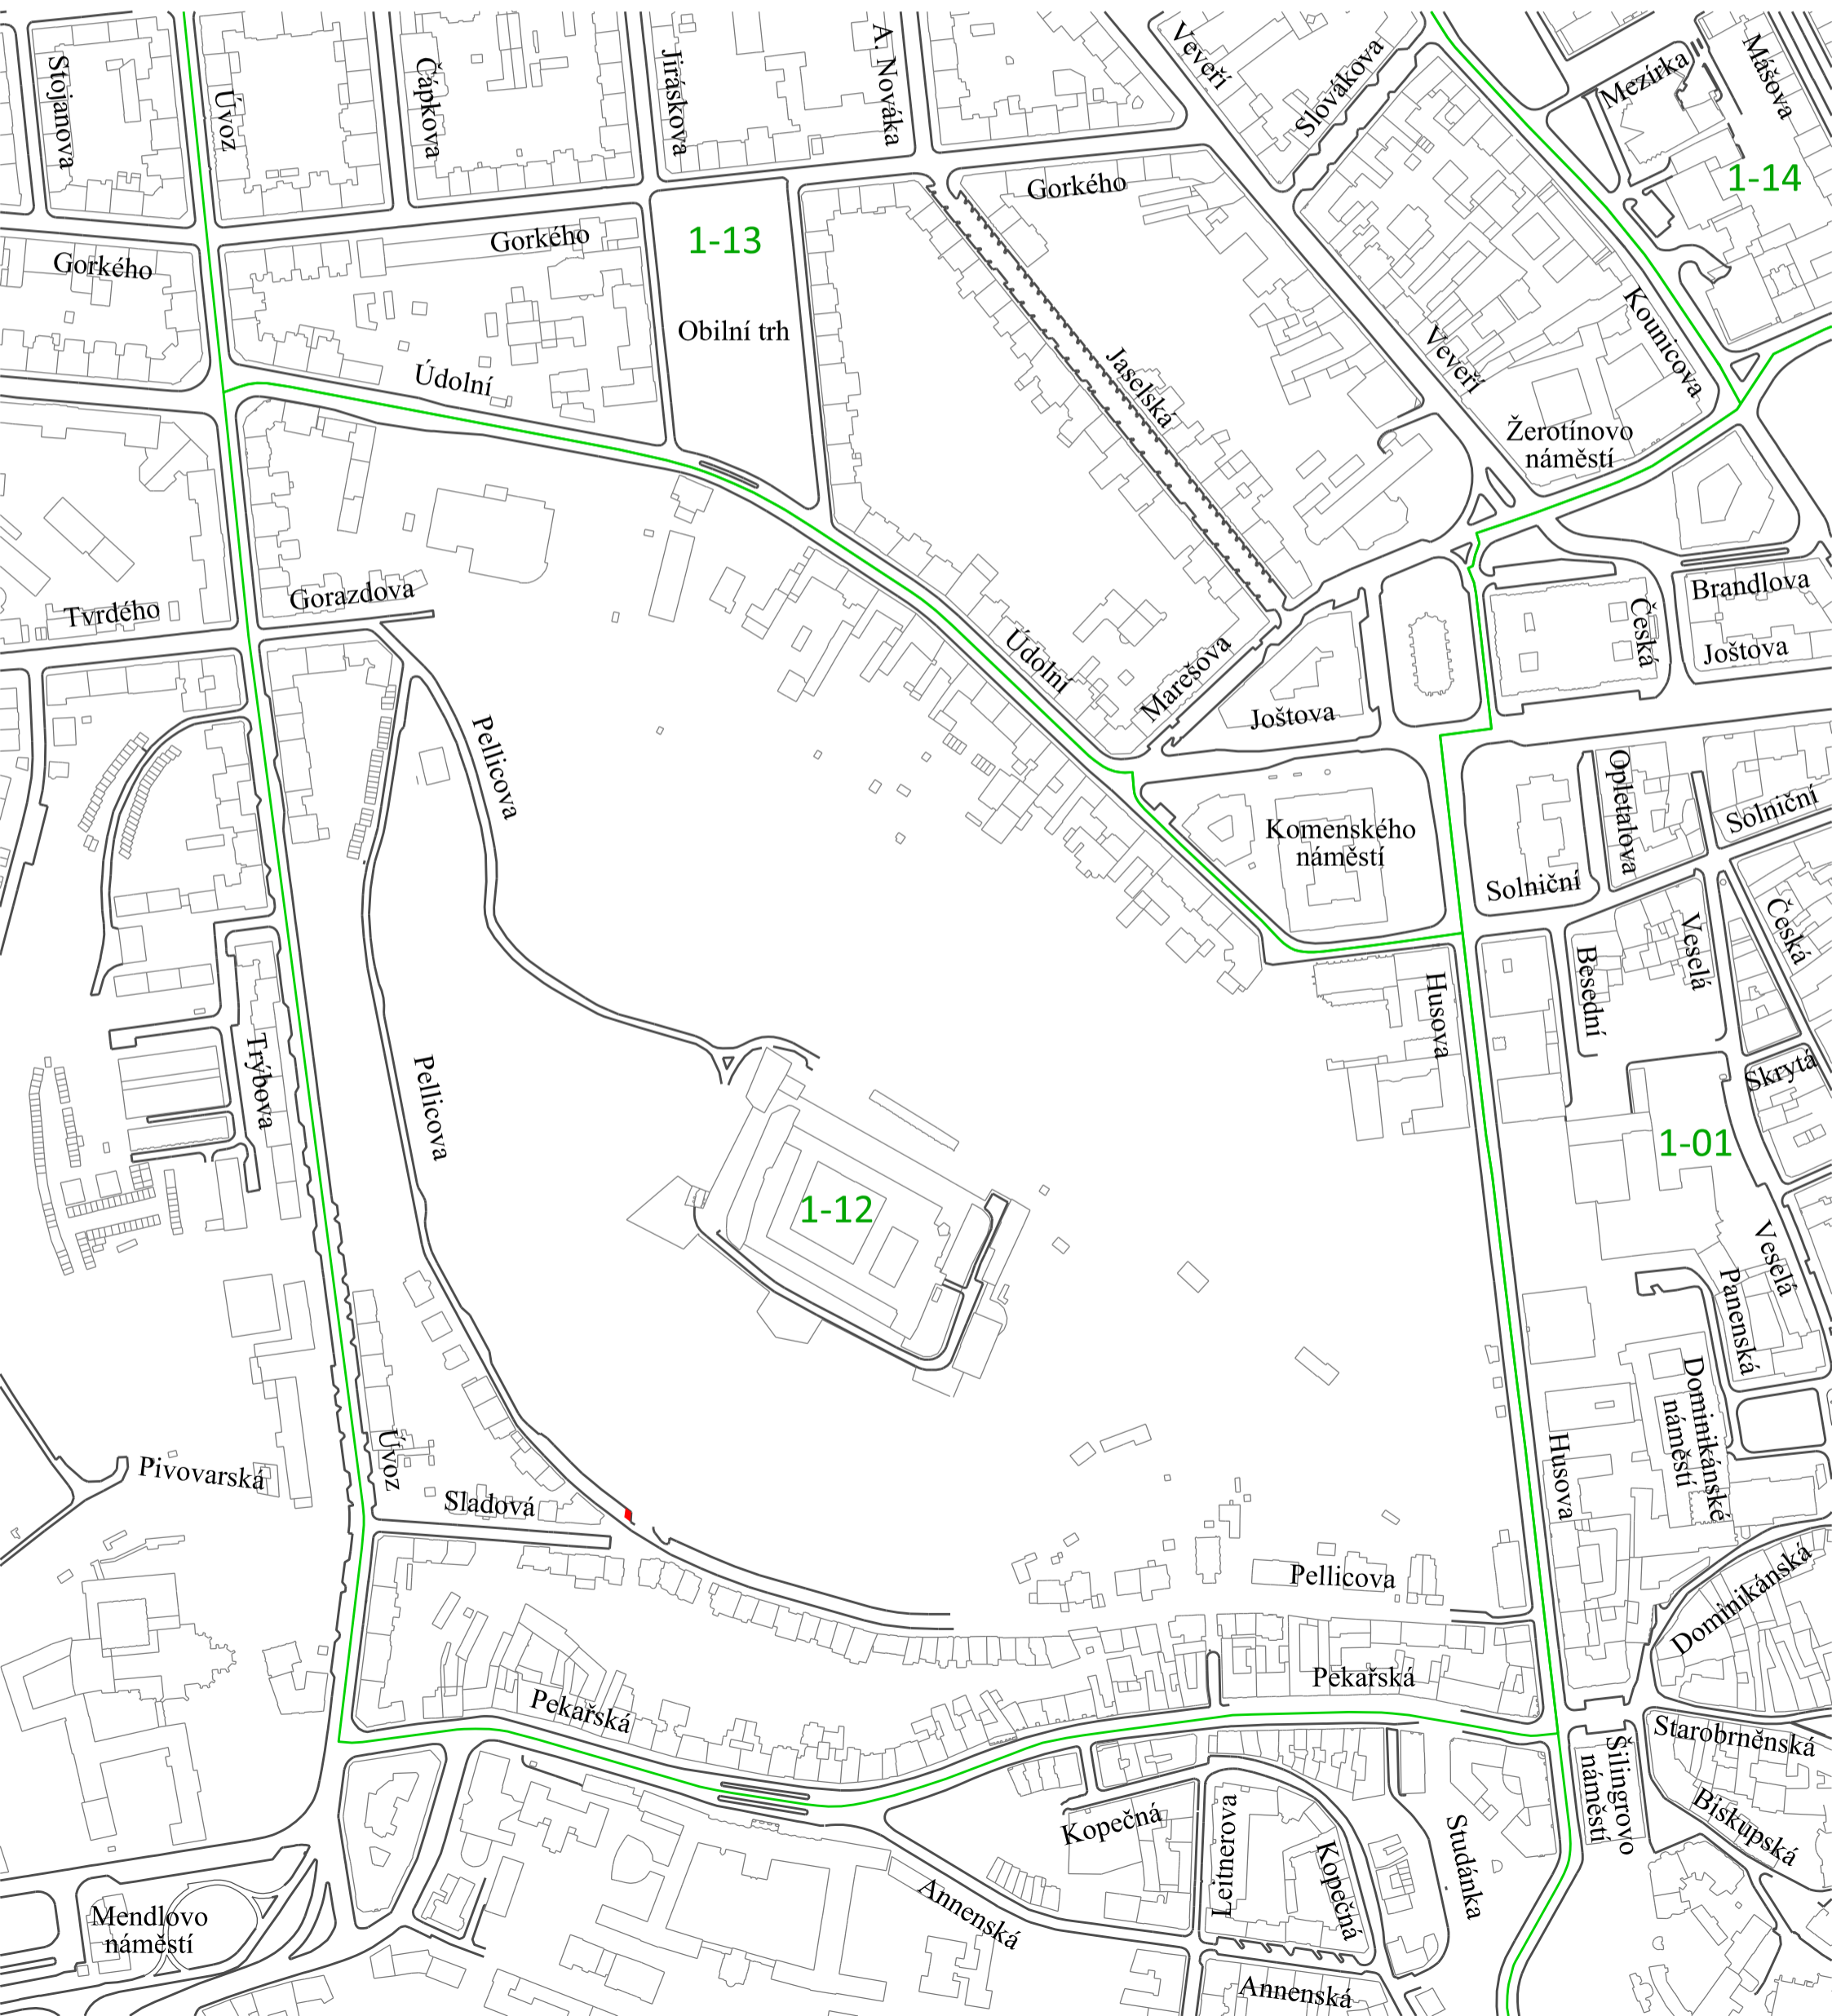 Stojanova
Úvoz
Čápkova
Jiráskova
A. Nováka
Veveří
Slovákova
Mezírka
Mášova
1-14
Gorkého
Gorkého
Gorkého
1-13
Obilní trh
Údolní
Jaselská
Veveří
Kounicova
Žerotínovo
náměstí
Tvrdého
Gorazdova
Brandlova
Česká
Joštova
Údolní
Marešova
Joštova
Pellicova
Komenského
náměstí
Opletalova
Solniční
Solniční
Česká
Veselá
Besední
Husova
Skrytá
Trýbova
Pellicova
1-01
1-12
Veselá
Panenská
Dominikánské
náměstí
Husova
Úvoz
Pivovarská
Sladová
Pellicova
Dominikánská
Pekařská
Pekařská
Starobrněnská
Šilingrovo
náměstí
Biskupská
Kopečná
Leitnerova
Kopečná
Studánka
Annenská
Mendlovo
náměstí
Annenská